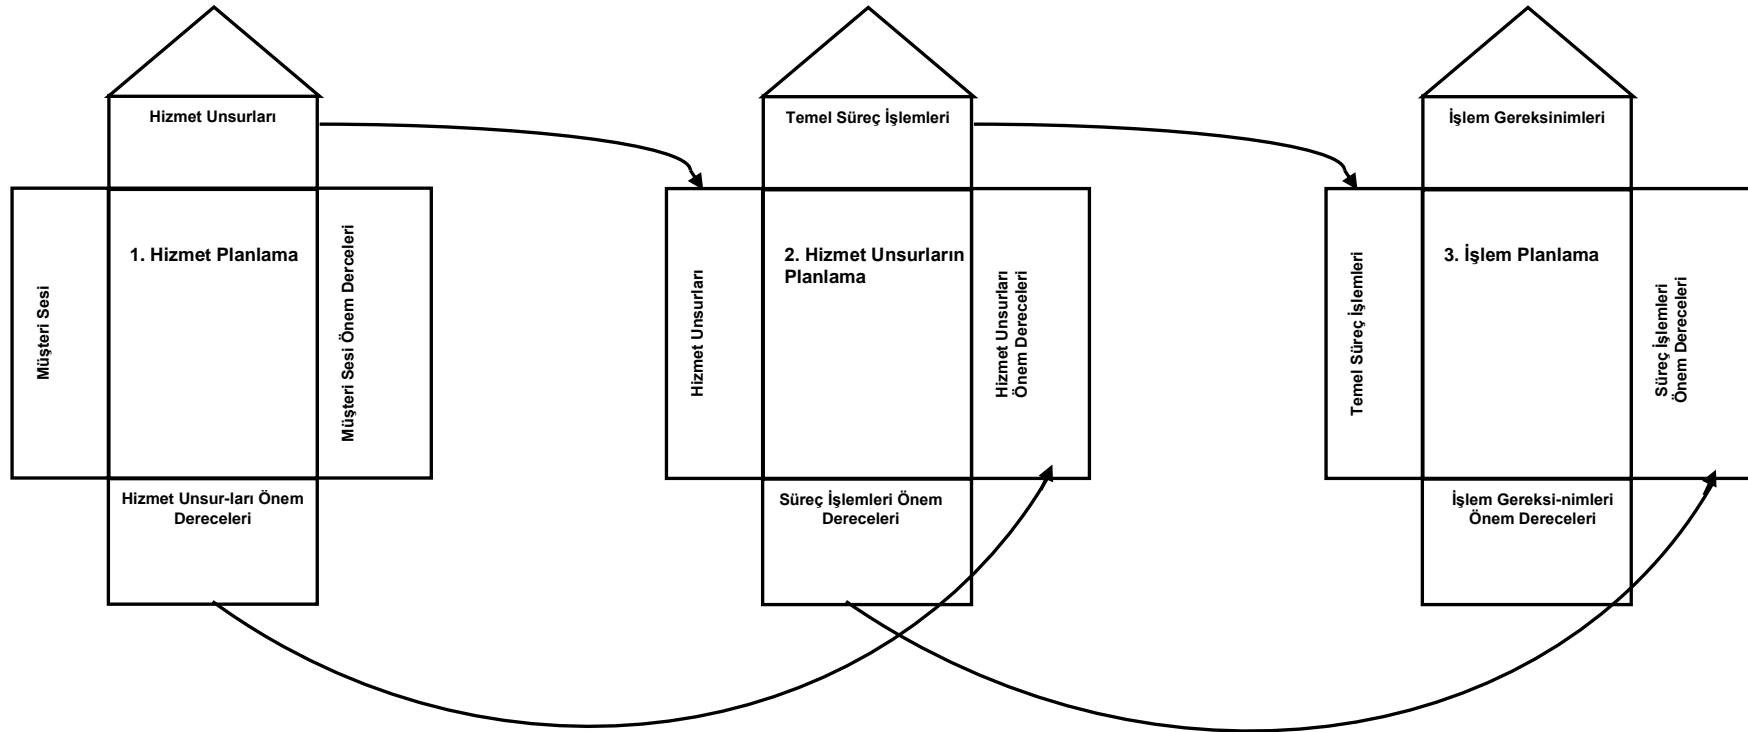 Hizmet Unsurları
Müşteri Sesi
1. Hizmet Planlama
Müşteri Sesi Önem Derceleri
Hizmet Unsur-ları Önem
Dereceleri
Temel Süreç İşlemleri
Hizmet Unsurları
2. Hizmet Unsurların
Planlama
Hizmet Unsurları
Önem Dereceleri
Süreç İşlemleri Önem
Dereceleri
İşlem Gereksinimleri
Temel Süreç İşlemleri
3. İşlem Planlama
Süreç İşlemleri
Önem Dereceleri
İşlem Gereksi-nimleri
Önem Dereceleri